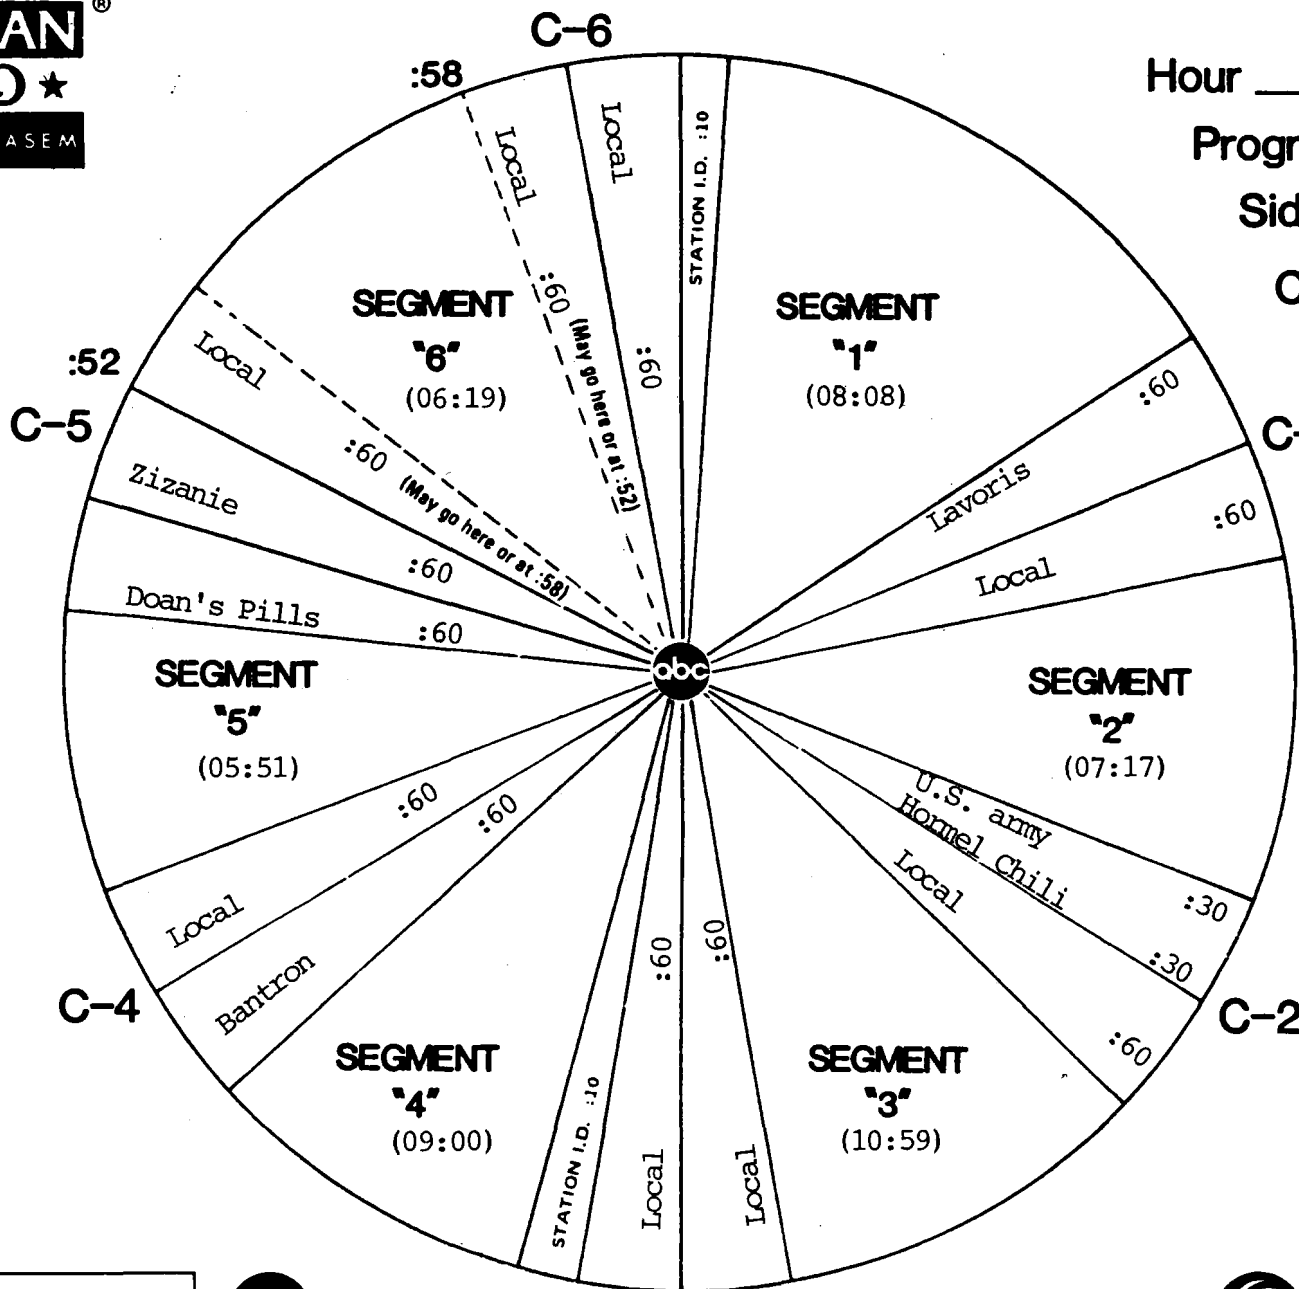 AN ®
ASEM
C-6
:58
Hour
Progr
Sid
Local
:60
(May go here or at :52)
Local
:60
STATION I.D. :10
SEGMENT
"1"
(08:08)
Lavoris
:60
Local
:60
SEGMENT
"2"
(07:17)
U.S. army
:30
Hormel Chili
:30
C-2
Local
:60
SEGMENT
"3"
(10:59)
Local
:60
Local
:60
STATION I.D. :10
SEGMENT
"4"
(09:00)
Bantron
:60
C-4
Local
:60
SEGMENT
"5"
(05:51)
Doan's Pills
:60
Zizanie
:60
C-5
:52
Local
:60
(May go here or at :58)
SEGMENT
"6"
(06:19)
abc